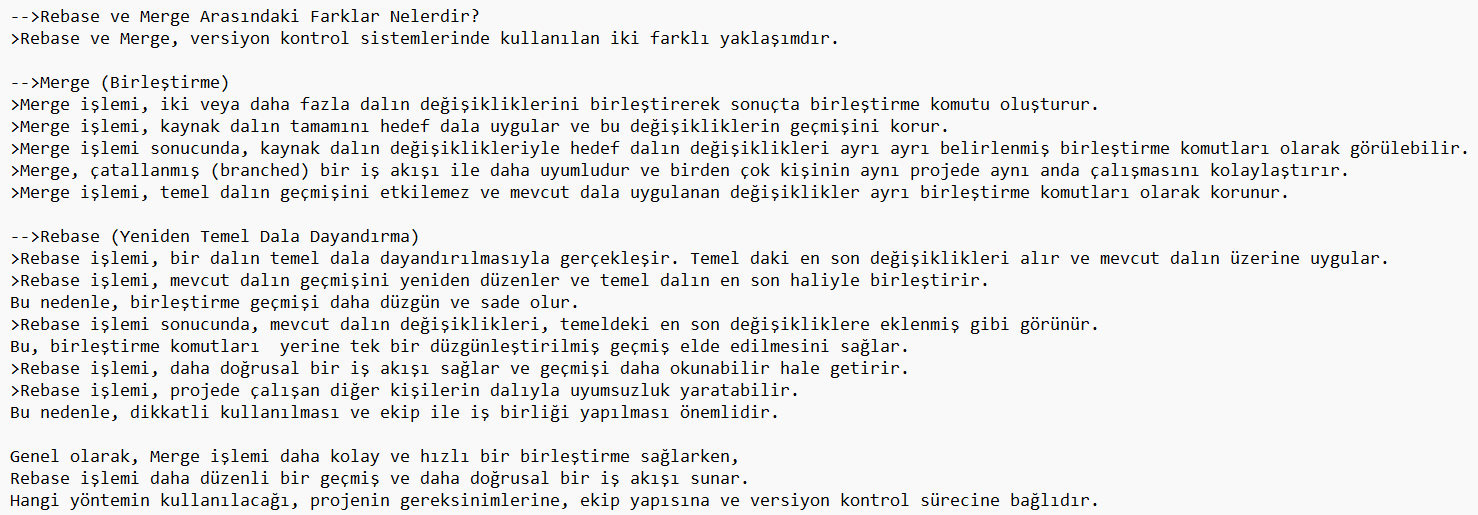 -->Rebase ve Merge Arasındaki Farklar Nelerdir?
>Rebase ve Merge, versiyon kontrol sistemlerinde kullanılan iki farklı yaklaşımdır.
-->Merge (Birleştirme)
>Merge işlemi, iki veya daha fazla dalın değişikliklerini birleştirerek sonuçta birleştirme komutu oluşturur.
>Merge işlemi, kaynak dalın tamamını hedef dala uygular ve bu değişikliklerin geçmişini korur.
>Merge işlemi sonucunda, kaynak dalın değişiklikleriyle hedef dalın değişiklikleri ayrı ayrı belirlenmiş birleştirme komutları olarak görülebilir.
>Merge, çatallanmış (branched) bir iş akışı ile daha uyumludur ve birden çok kişinin aynı projede aynı anda çalışmasını kolaylaştırır.
>Merge işlemi, temel dalın geçmişini etkilemez ve mevcut dala uygulanan değişiklikler ayrı birleştirme komutları olarak korunur.
-->Rebase (Yeniden Temel Dala Dayandırma)
>Rebase işlemi, bir dalın temel dala dayandırılmasıyla gerçekleşir. Temel daki en son değişiklikleri alır ve mevcut dalın üzerine uygular.
>Rebase işlemi, mevcut dalın geçmişini yeniden düzenler ve temel dalın en son haliyle birleştirir.
Bu nedenle, birleştirme geçmişi daha düzgün ve sade olur.
>Rebase işlemi sonucunda, mevcut dalın değişiklikleri, temeldeki en son değişikliklere eklenmiş gibi görünür.
Bu, birleştirme komutları  yerine tek bir düzgünleştirilmiş geçmiş elde edilmesini sağlar.
>Rebase işlemi, daha doğrusal bir iş akışı sağlar ve geçmişi daha okunabilir hale getirir.
>Rebase işlemi, projede çalışan diğer kişilerin dalıyla uyumsuzluk yaratabilir.
Bu nedenle, dikkatli kullanılması ve ekip ile iş birliği yapılması önemlidir.
Genel olarak, Merge işlemi daha kolay ve hızlı bir birleştirme sağlarken,
Rebase işlemi daha düzenli bir geçmiş ve daha doğrusal bir iş akışı sunar.
Hangi yöntemin kullanılacağı, projenin gereksinimlerine, ekip yapısına ve versiyon kontrol sürecine bağlıdır.